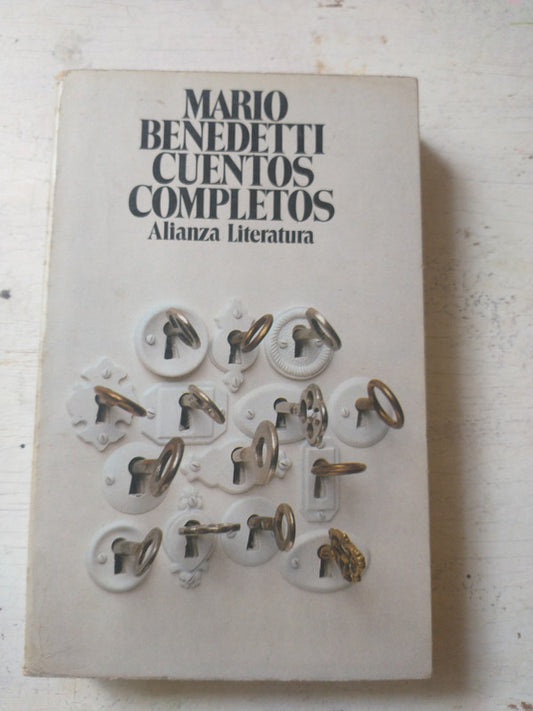 MARIO
BENEDETTI
CUENTOS
COMPLETOS
Alianza Literatura